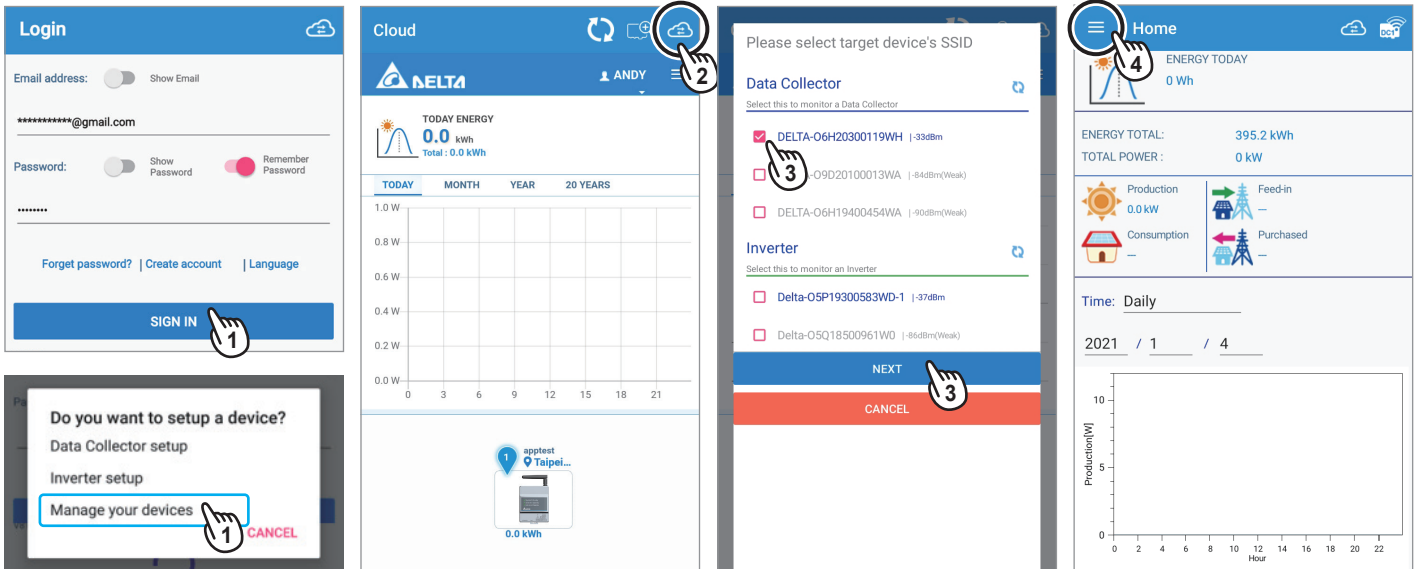 Login
Email address:
Show Email
***********@gmail.com
Password:
Show
Password
Remember
Password
••••••••
Forget password? | Create account | Language
SIGN IN
1
Do you want to setup a device?
Data Collector setup
Inverter setup
Manage your devices
1
CANCEL
Cloud
2
DELTA
ANDY
TODAY ENERGY
0.0 kWh
Total : 0.0 kWh
TODAY MONTH YEAR 20 YEARS
1.0 W
0.8 W
0.6 W
0.4 W
0.2 W
0.0 W
0 3 6 9 12 15 18 21
1
apptest
Taipei...
0.0 kWh
Please select target device's SSID
Data Collector
Select this to monitor a Data Collector
DELTA-O6H20300119WH |-33dBm
3
-O9D20100013WA |-84dBm(Weak)
DELTA-O6H19400454WA |-90dBm(Weak)
Inverter
Select this to monitor an Inverter
Delta-O5P19300583WD-1 |-37dBm
Delta-O5Q18500961W0 |-86dBm(Weak)
NEXT
3
CANCEL
Home
DC1
4
ENERGY TODAY
0 Wh
ENERGY TOTAL: 395.2 kWh
TOTAL POWER : 0 kW
Production
0.0 kW
Feed-in
--
Consumption
--
Purchased
--
Time: Daily
2021 / 1 / 4
Production[W]
10
5
0
0 2 4 6 8 10 12 14 16 18 20 22
Hour